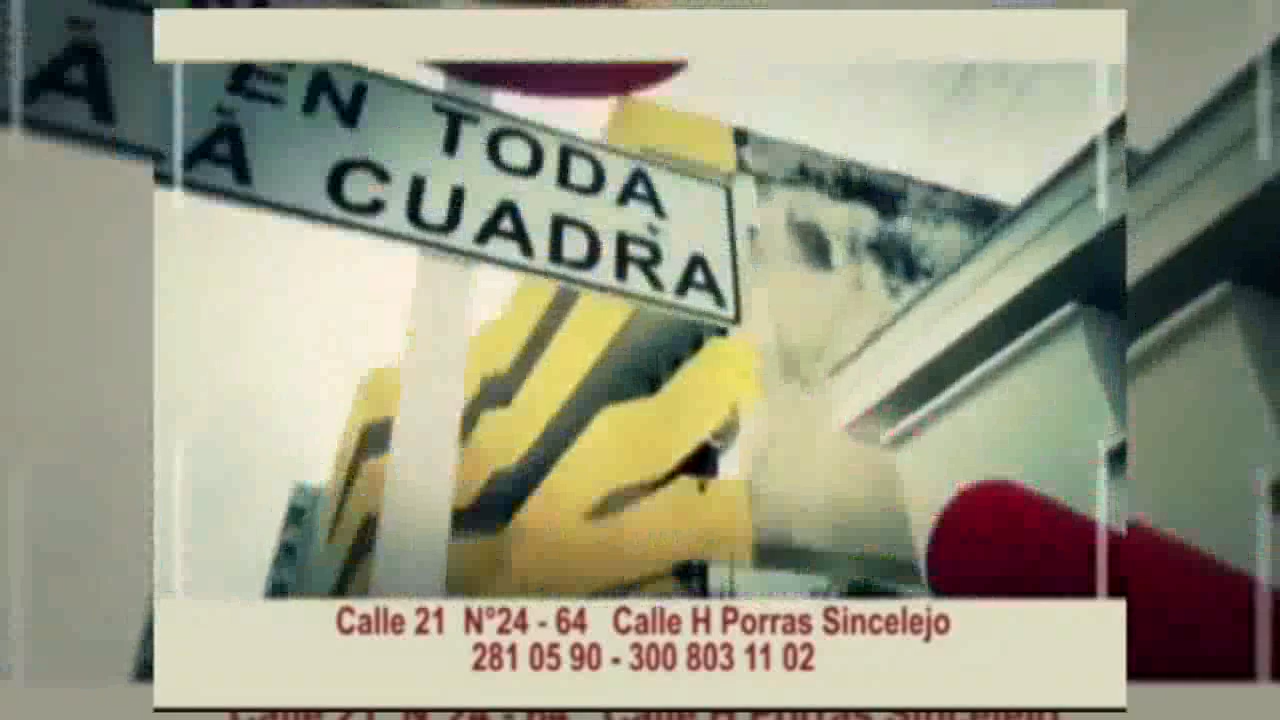 EN TODA
Á CUADRA
Calle 21 N°24 - 64 Calle H Porras Sincelejo
281 05 90 - 300 803 11 02